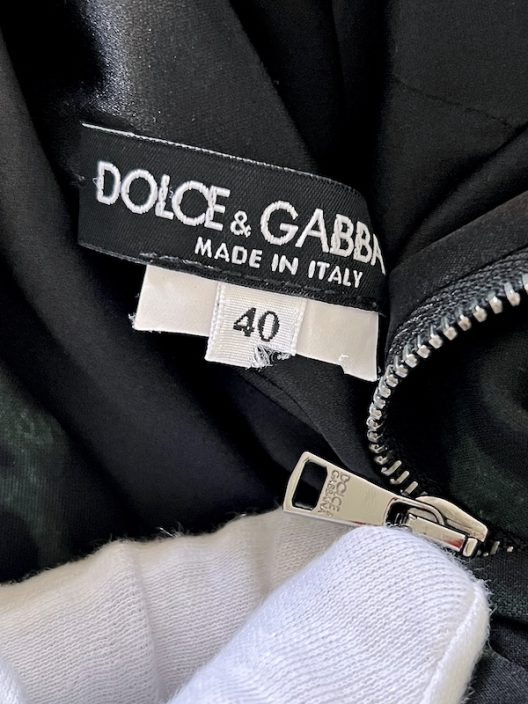 DOLCE & GABBA
MADE IN ITALY
40
DOLCE &
GABBANA